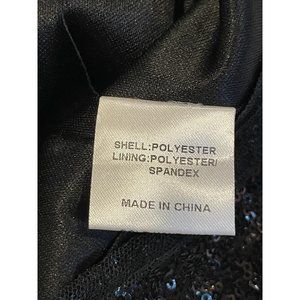 SHELL:POLYESTER
LINING:POLYESTER/
SPANDEX
MADE IN CHINA